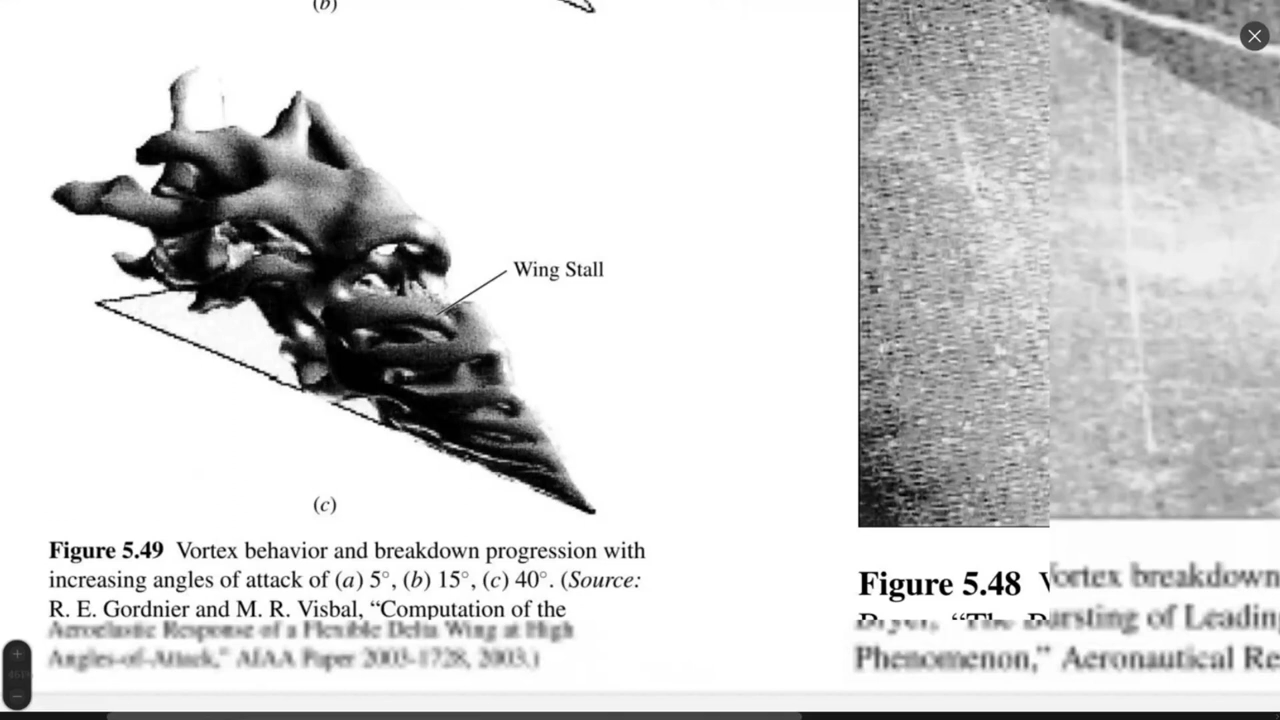 (b)
Wing Stall
(c)
Figure 5.49 Vortex behavior and breakdown progression with
increasing angles of attack of (a) 5°, (b) 15°, (c) 40°. (Source:
R. E. Gordnier and M. R. Visbal, “Computation of the
Aeroelastic Response of a Flexible Delta Wing at High
Angles-of-Attack,” AIAA Paper 2003-1728, 2003.)
Figure 5.48 Vortex breakdown
“The Bursting of Leadin
Phenomenon,” Aeronautical Re